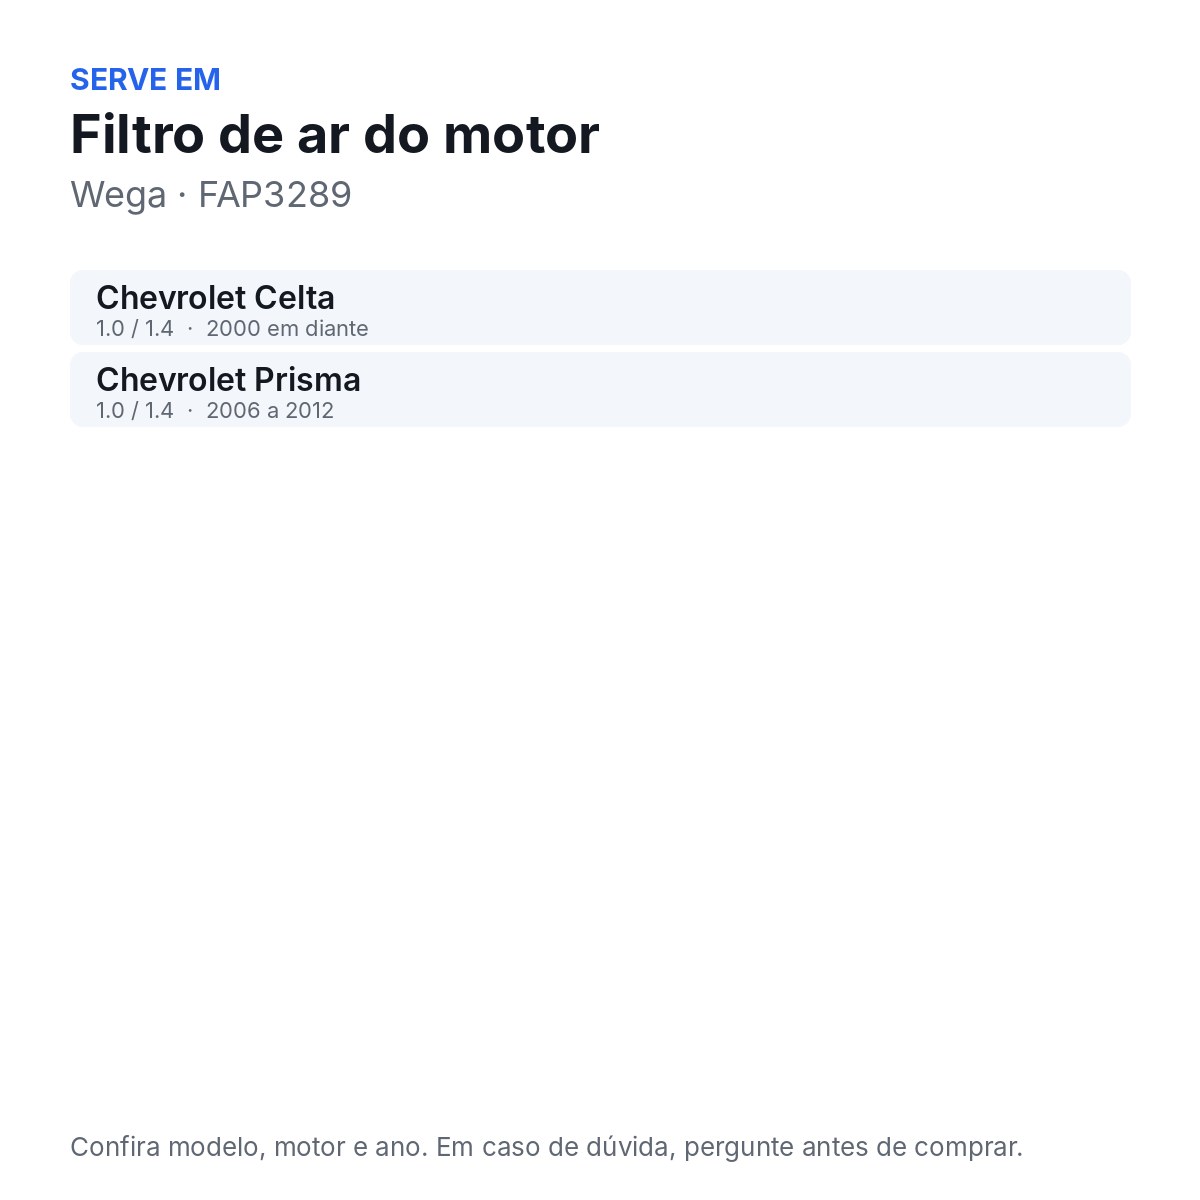 SERVE EM
Filtro de ar do motor
Wega · FAP3289
Chevrolet Celta
1.0 / 1.4 · 2000 em diante
Chevrolet Prisma
1.0 / 1.4 · 2006 a 2012
Confira modelo, motor e ano. Em caso de dúvida, pergunte antes de comprar.